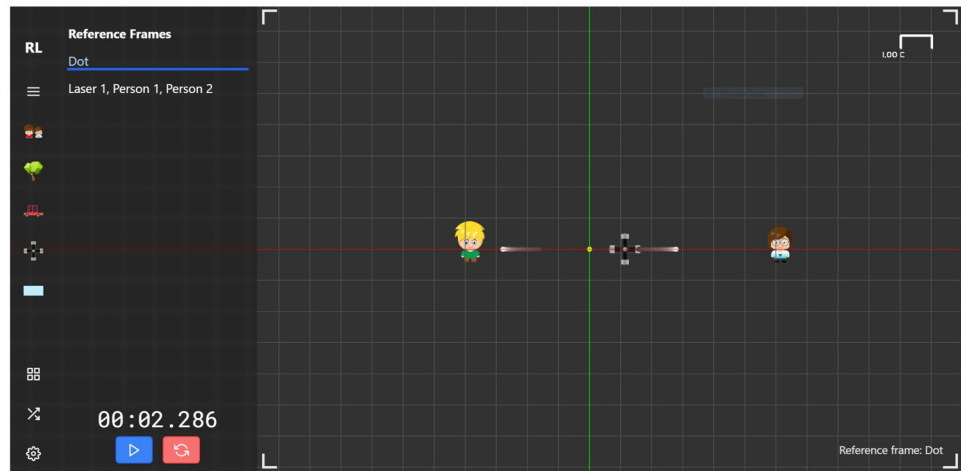 RL
Reference Frames
Dot
Laser 1, Person 1, Person 2
1.00 C
00:02.286
Reference frame: Dot